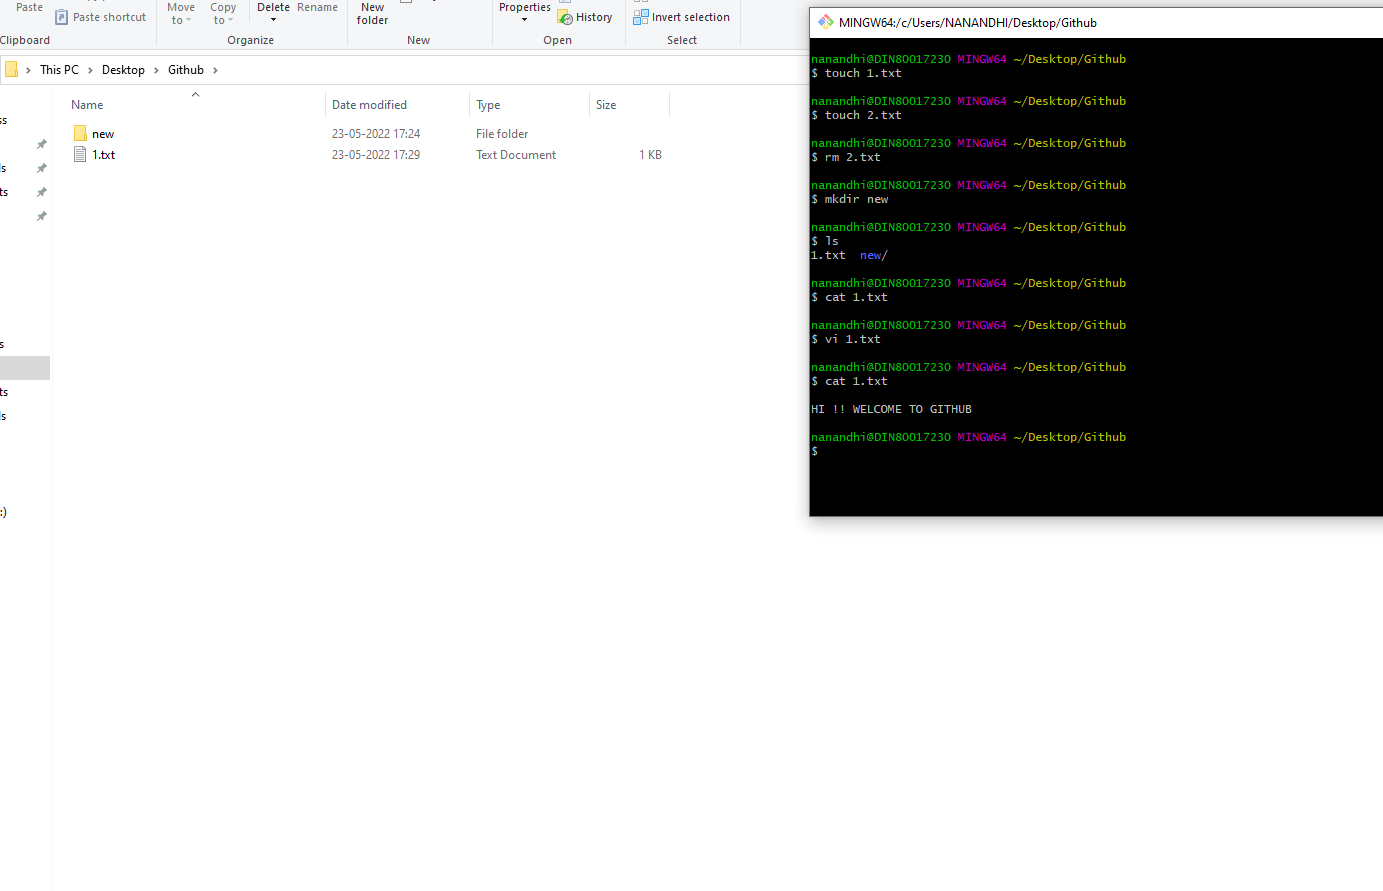 Paste
Paste shortcut
Clipboard
Move to
Copy to
Delete
Rename
Organize
New folder
New
Properties
History
Open
Invert selection
Select
This PC > Desktop > Github >
Name Date modified Type Size
new 23-05-2022 17:24 File folder
1.txt 23-05-2022 17:29 Text Document 1 KB
ss
ls
ts
s
ts
ls
:)
MINGW64:/c/Users/NANANDHI/Desktop/Github
nanandhi@DIN80017230 MINGW64 ~/Desktop/Github
$ touch 1.txt
nanandhi@DIN80017230 MINGW64 ~/Desktop/Github
$ touch 2.txt
nanandhi@DIN80017230 MINGW64 ~/Desktop/Github
$ rm 2.txt
nanandhi@DIN80017230 MINGW64 ~/Desktop/Github
$ mkdir new
nanandhi@DIN80017230 MINGW64 ~/Desktop/Github
$ ls
1.txt new/
nanandhi@DIN80017230 MINGW64 ~/Desktop/Github
$ cat 1.txt
nanandhi@DIN80017230 MINGW64 ~/Desktop/Github
$ vi 1.txt
nanandhi@DIN80017230 MINGW64 ~/Desktop/Github
$ cat 1.txt
HI !! WELCOME TO GITHUB
nanandhi@DIN80017230 MINGW64 ~/Desktop/Github
$